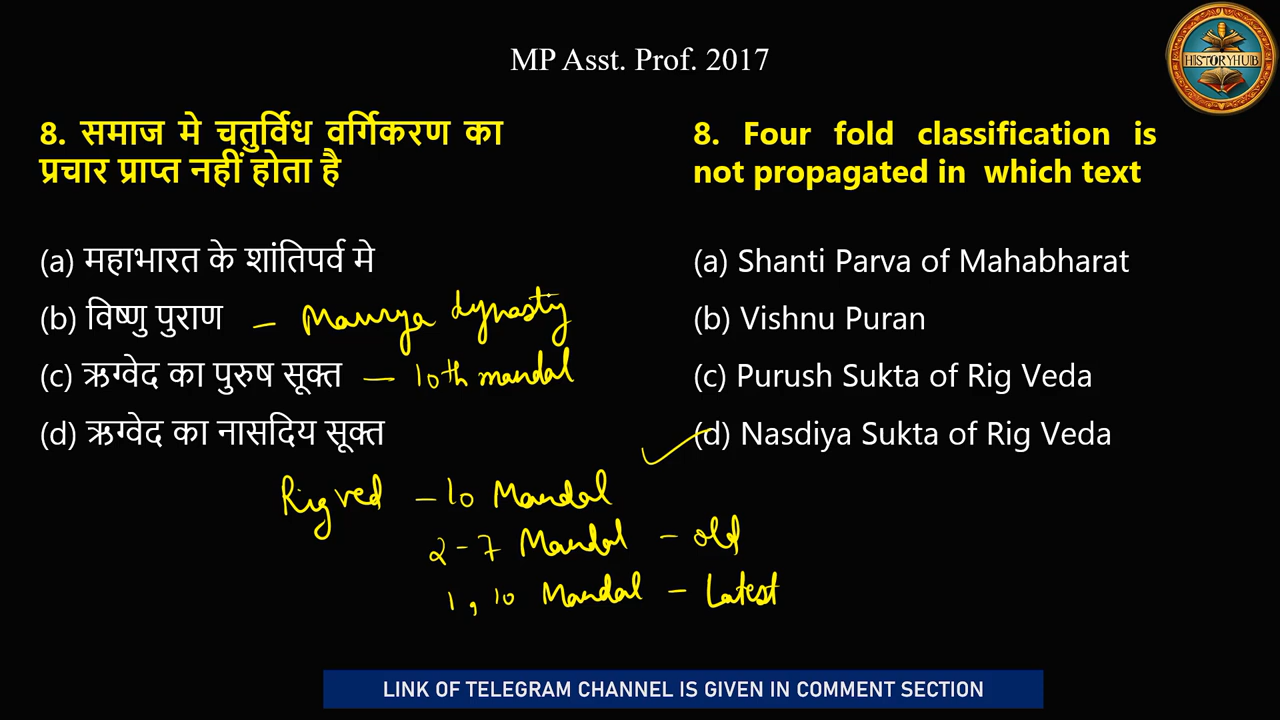 MP Asst. Prof. 2017
HISTORYHUB
8. समाज मे चतुर्विध वर्गिकरण का
प्रचार प्राप्त नहीं होता है
(a) महाभारत के शांतिपर्व मे
(b) विष्णु पुराण – Maurya dynasty
(c) ऋग्वेद का पुरुष सूक्त – 10th mandal
(d) ऋग्वेद का नासदिय सूक्त
8. Four fold classification is
not propagated in which text
(a) Shanti Parva of Mahabharat
(b) Vishnu Puran
(c) Purush Sukta of Rig Veda
(d) Nasdiya Sukta of Rig Veda
Rig ved – 10 Mandal
2 - 7 Mandal – old
1, 10 Mandal – Latest
LINK OF TELEGRAM CHANNEL IS GIVEN IN COMMENT SECTION